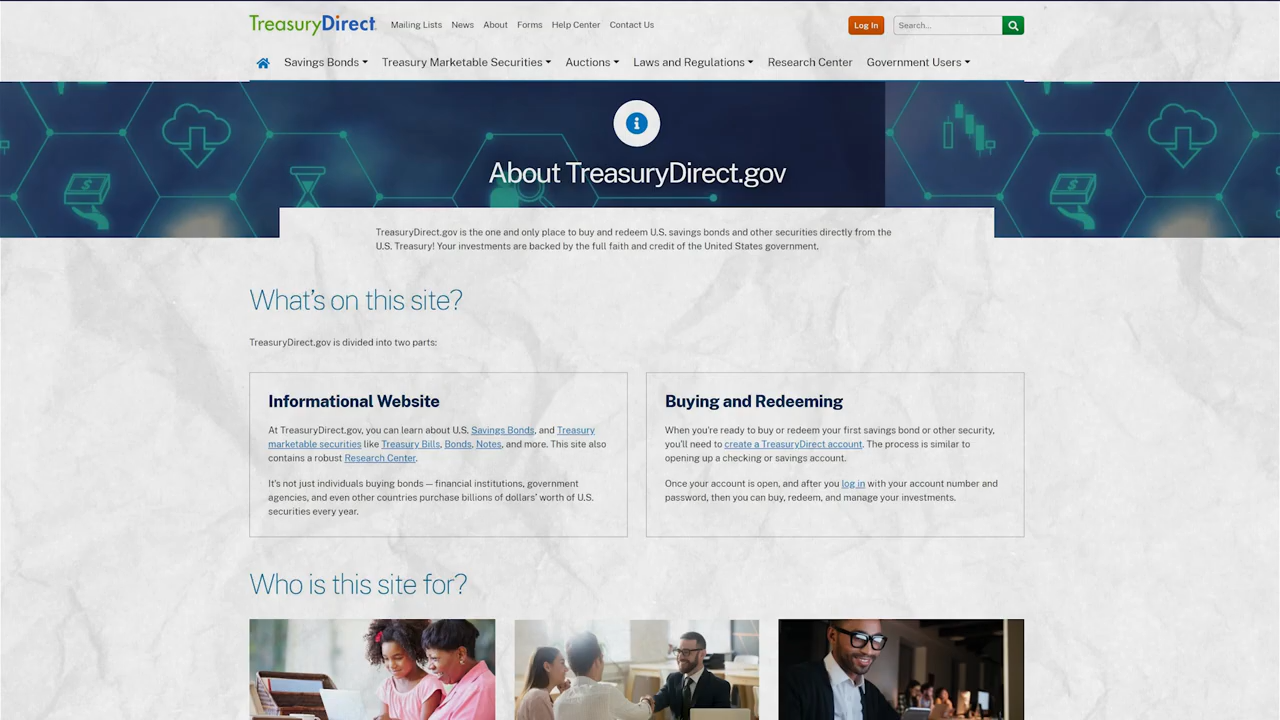 TreasuryDirect
Mailing Lists News About Forms Help Center Contact Us
Log In
Search...
Savings Bonds Treasury Marketable Securities Auctions Laws and Regulations Research Center Government Users
About TreasuryDirect.gov
TreasuryDirect.gov is the one and only place to buy and redeem U.S. savings bonds and other securities directly from the
U.S. Treasury! Your investments are backed by the full faith and credit of the United States government.
What's on this site?
TreasuryDirect.gov is divided into two parts:
Informational Website
At TreasuryDirect.gov, you can learn about U.S. Savings Bonds, and Treasury
marketable securities like Treasury Bills, Bonds, Notes, and more. This site also
contains a robust Research Center.
It's not just individuals buying bonds — financial institutions, government
agencies, and even other countries purchase billions of dollars' worth of U.S.
securities every year.
Buying and Redeeming
When you're ready to buy or redeem your first savings bond or other security,
you'll need to create a TreasuryDirect account. The process is similar to
opening up a checking or savings account.
Once your account is open, and after you log in with your account number and
password, then you can buy, redeem, and manage your investments.
Who is this site for?